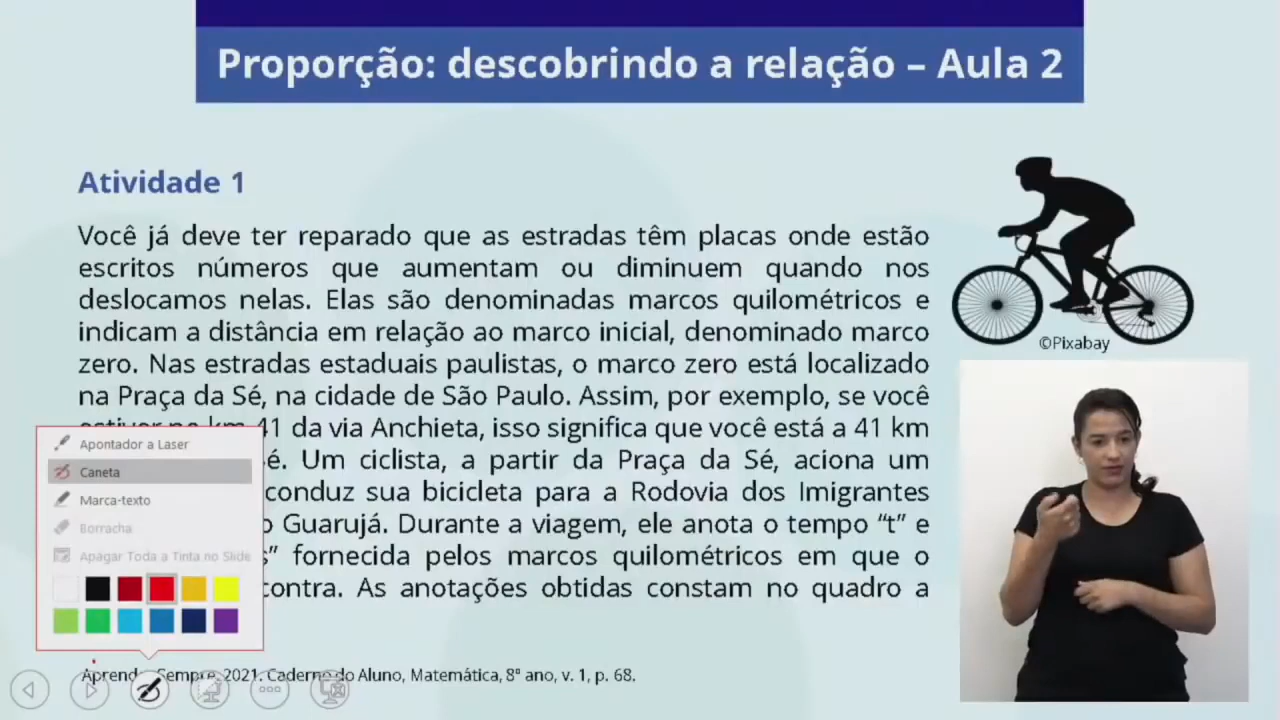 Proporção: descobrindo a relação – Aula 2
Atividade 1
Você já deve ter reparado que as estradas têm placas onde estão
escritos números que aumentam ou diminuem quando nos
deslocamos nelas. Elas são denominadas marcos quilométricos e
indicam a distância em relação ao marco inicial, denominado marco
zero. Nas estradas estaduais paulistas, o marco zero está localizado
na Praça da Sé, na cidade de São Paulo. Assim, por exemplo, se você
estiver no km 41 da via Anchieta, isso significa que você está a 41 km
é. Um ciclista, a partir da Praça da Sé, aciona um
conduz sua bicicleta para a Rodovia dos Imigrantes
o Guarujá. Durante a viagem, ele anota o tempo “t” e
s” fornecida pelos marcos quilométricos em que o
contra. As anotações obtidas constam no quadro a
©Pixabay
Apontador a Laser
Caneta
Marca-texto
Borracha
Apagar Toda a Tinta no Slide
Sempre, 2021. Caderno do Aluno, Matemática, 8º ano, v. 1, p. 68.